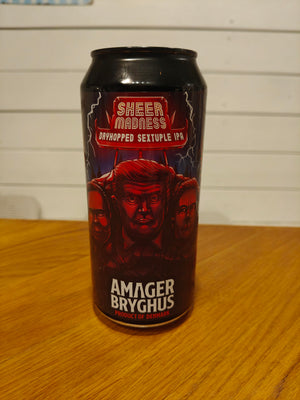 SHEER
MADNESS
DRYHOPPED SEXTUPLE IPA
AMAGER
BRYGHUS
PRODUCT OF DENMARK